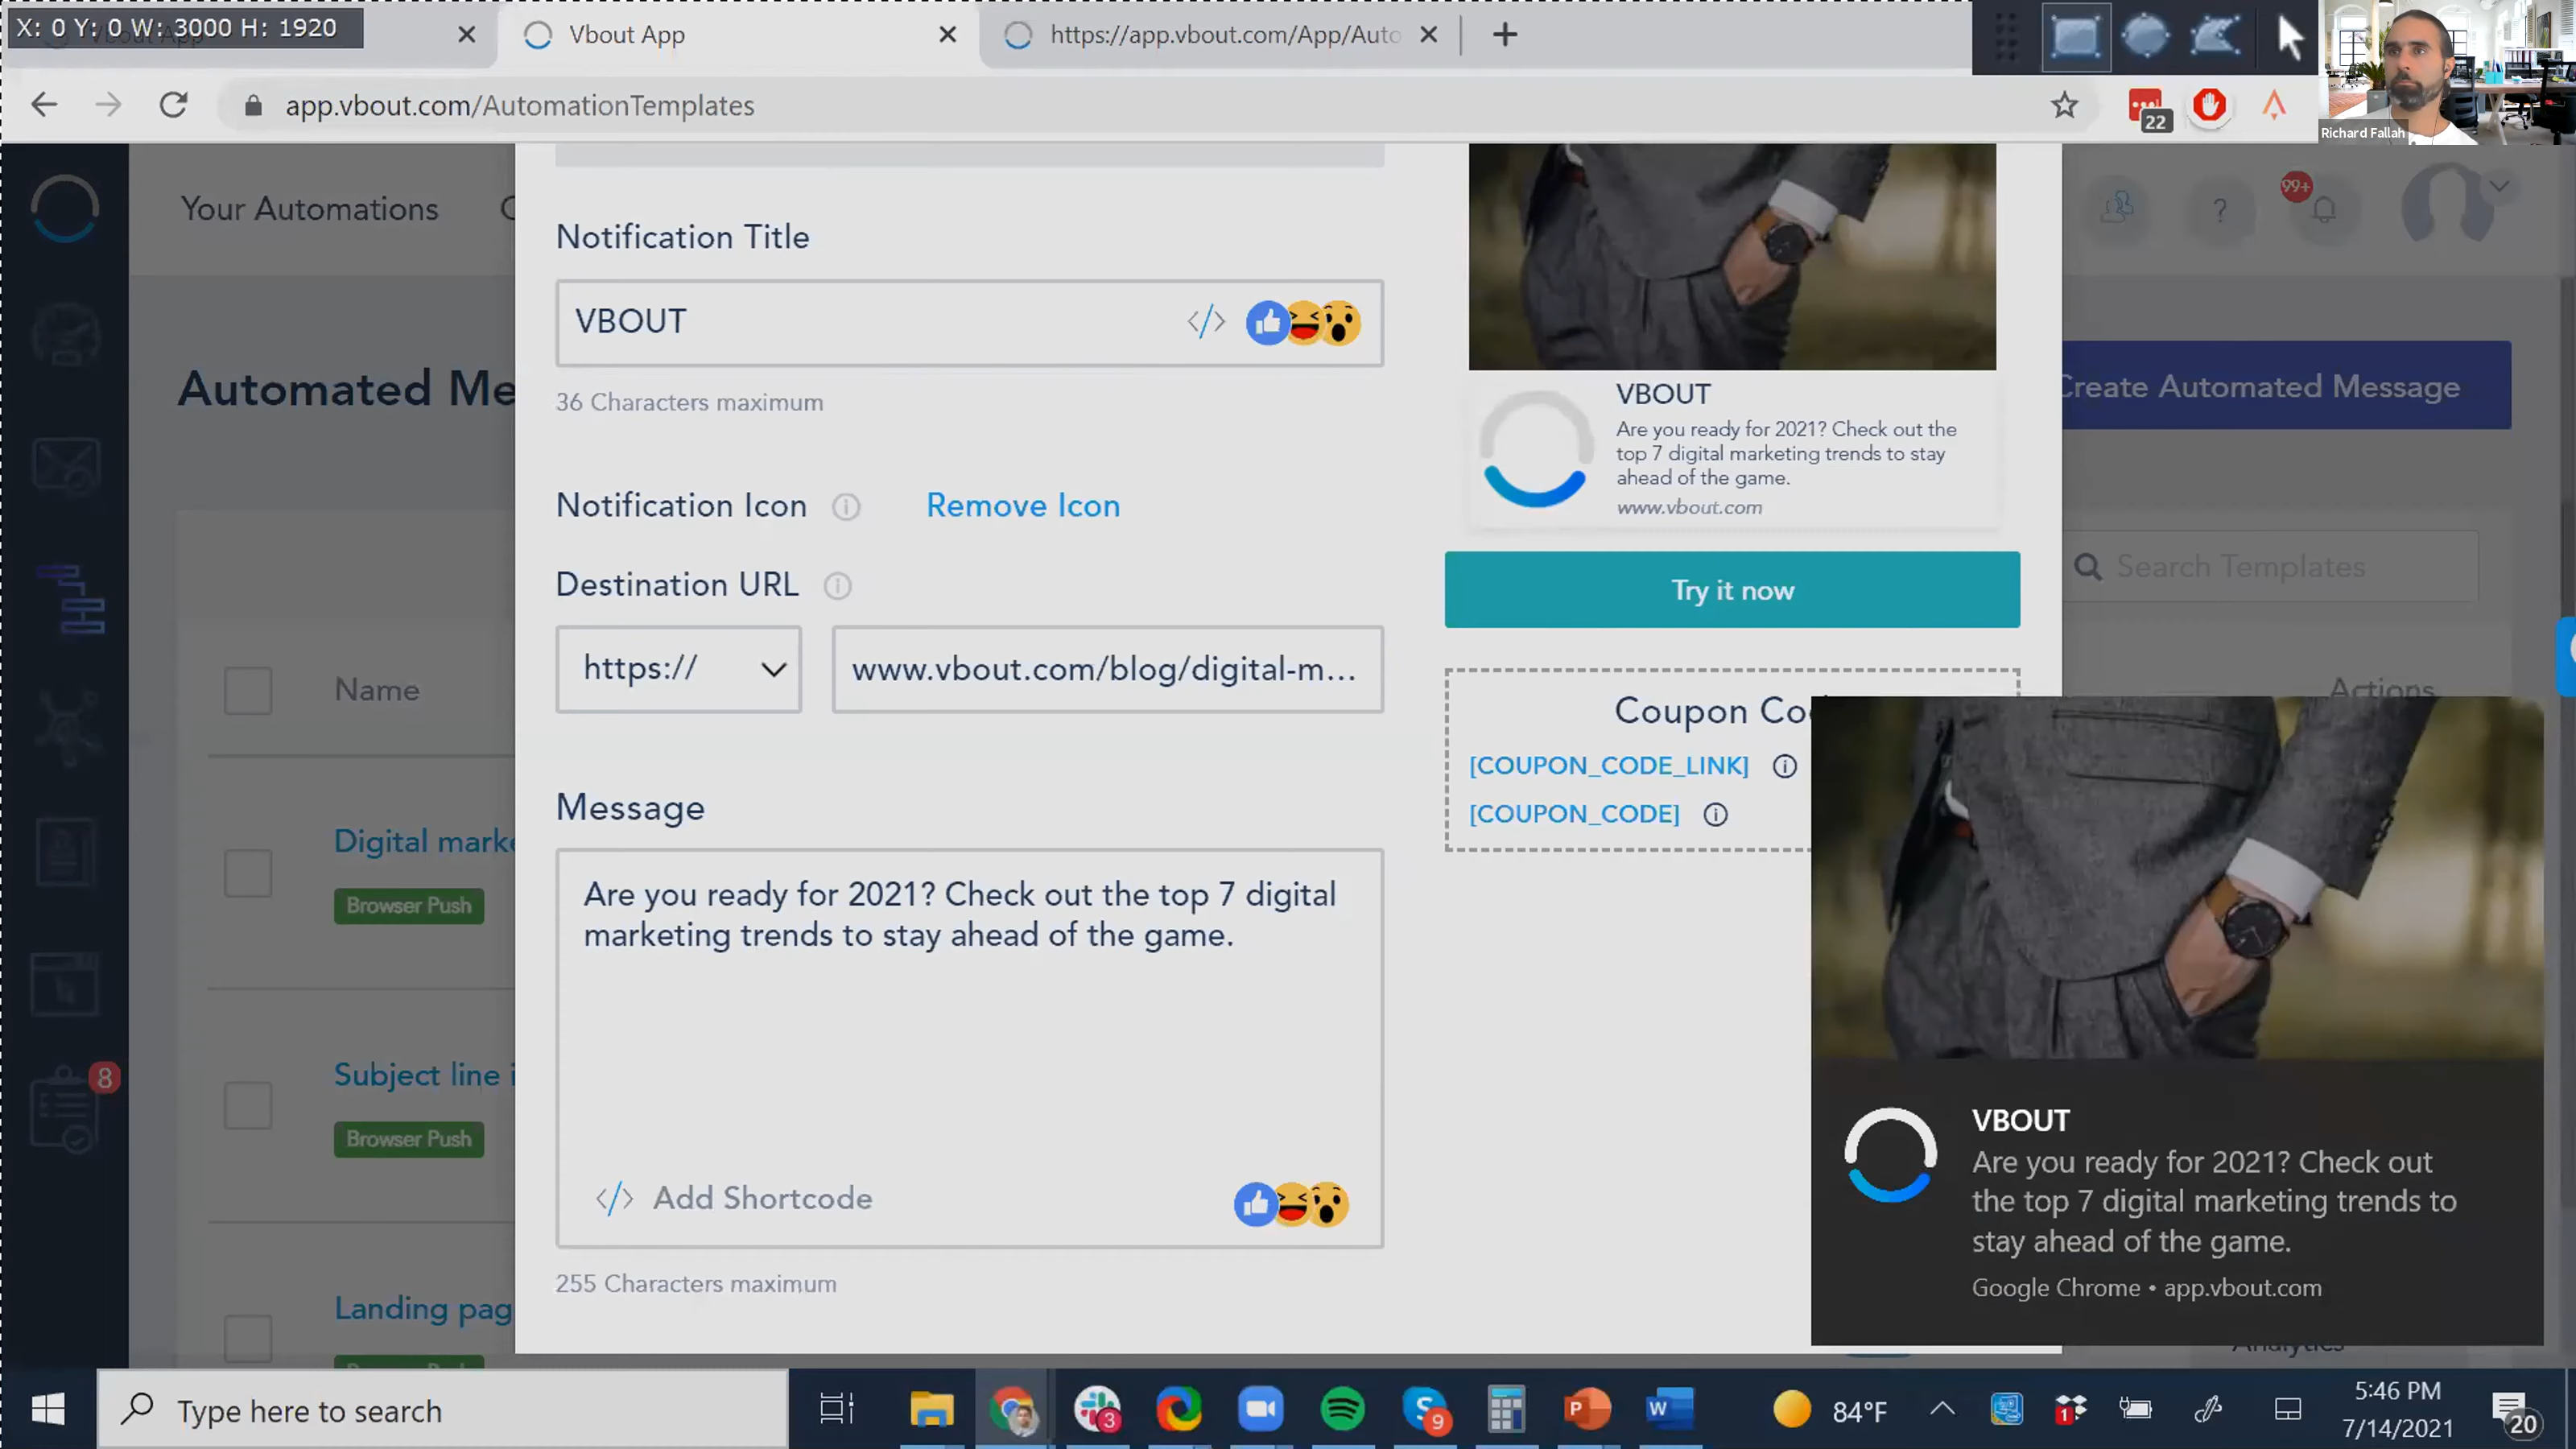 X: 0 Y: 0 W: 3000 H: 1920
Vbout App
https://app.vbout.com/App/Auto
app.vbout.com/AutomationTemplates
22
Richard Fallah
Your Automations
99+
?
Notification Title
VBOUT
36 Characters maximum
Automated Me
Create Automated Message
VBOUT
Are you ready for 2021? Check out the
top 7 digital marketing trends to stay
ahead of the game.
www.vbout.com
Notification Icon
Remove Icon
Destination URL
https://
www.vbout.com/blog/digital-m...
Try it now
Search Templates
Name
Actions
Coupon Co
[COUPON_CODE_LINK]
[COUPON_CODE]
Message
Are you ready for 2021? Check out the top 7 digital
marketing trends to stay ahead of the game.
Add Shortcode
255 Characters maximum
Digital marke
Browser Push
Subject line i
Browser Push
Landing pag
8
VBOUT
Are you ready for 2021? Check out
the top 7 digital marketing trends to
stay ahead of the game.
Google Chrome • app.vbout.com
Analytics
Type here to search
3
9
84°F
1
5:46 PM
7/14/2021
20